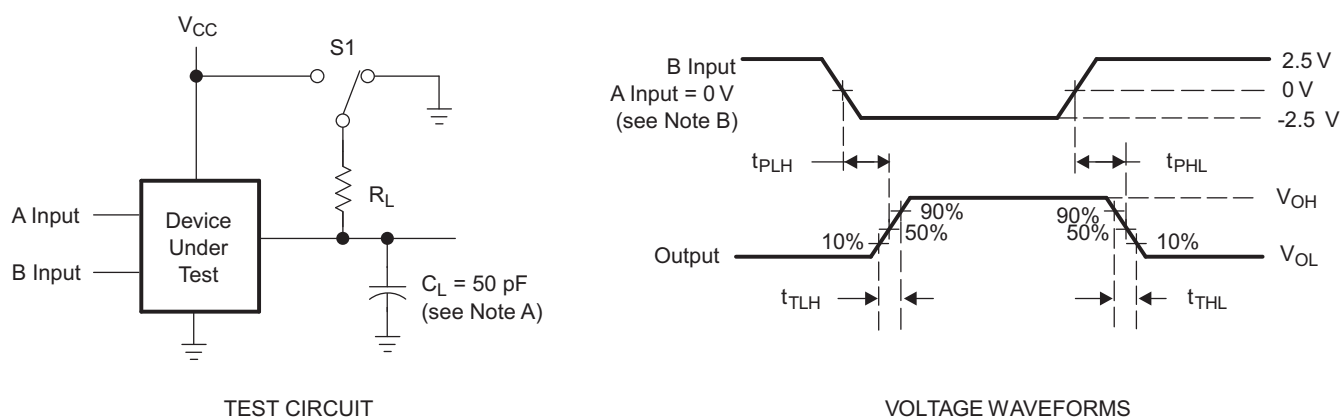 VCC
S1
RL
A Input
B Input
Device
Under
Test
CL = 50 pF
(see Note A)
TEST CIRCUIT
B Input
A Input = 0 V
(see Note B)
2.5 V
0 V
-2.5 V
tPLH
tPHL
Output
10%
90%
50%
90%
50%
10%
VOH
VOL
tTLH
tTHL
VOLTAGE WAVEFORMS